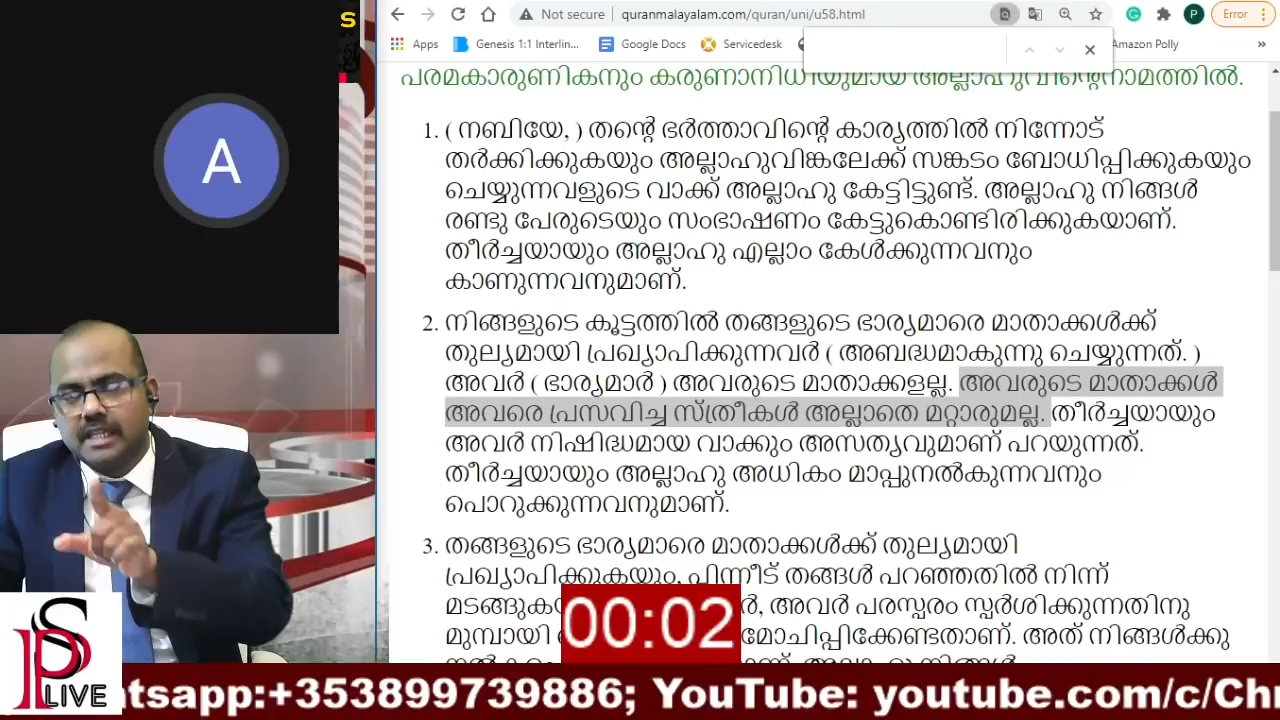 S
A
Not secure
quranmalayalam.com/quran/uni/u58.html
P
Error
Apps
Genesis 1:1 Interlin...
Google Docs
Servicedesk
Amazon Polly
»
പരമകാരുണികനും കരുണാനിധിയുമായ അല്ലാഹുവിന്റെനാമത്തിൽ.
1. ( നബിയേ, ) തന്റെ ഭർത്താവിന്റെ കാര്യത്തിൽ നിന്നോട്
തർക്കിക്കുകയും അല്ലാഹുവിങ്കലേക്ക് സങ്കടം ബോധിപ്പിക്കുകയും
ചെയ്യുന്നവളുടെ വാക്ക് അല്ലാഹു കേട്ടിട്ടുണ്ട്. അല്ലാഹു നിങ്ങൾ
രണ്ടു പേരുടെയും സംഭാഷണം കേട്ടുകൊണ്ടിരിക്കുകയാണ്.
തീർച്ചയായും അല്ലാഹു എല്ലാം കേൾക്കുന്നവനും
കാണുന്നവനുമാണ്.
2. നിങ്ങളുടെ കൂട്ടത്തിൽ തങ്ങളുടെ ഭാര്യമാരെ മാതാക്കൾക്ക്
തുല്യമായി പ്രഖ്യാപിക്കുന്നവർ ( അബദ്ധമാകുന്നു ചെയ്യുന്നത്. )
അവർ ( ഭാര്യമാർ ) അവരുടെ മാതാക്കളല്ല. അവരുടെ മാതാക്കൾ
അവരെ പ്രസവിച്ച സ്ത്രീകൾ അല്ലാതെ മറ്റാരുമല്ല. തീർച്ചയായും
അവർ നിഷിദ്ധമായ വാക്കും അസത്യവുമാണ് പറയുന്നത്.
തീർച്ചയായും അല്ലാഹു അധികം മാപ്പുനൽകുന്നവനും
പൊറുക്കുന്നവനുമാണ്.
3. തങ്ങളുടെ ഭാര്യമാരെ മാതാക്കൾക്ക് തുല്യമായി
പ്രഖ്യാപിക്കുകയും, പിന്നീട് തങ്ങൾ പറഞ്ഞതിൽ നിന്ന്
അവർ പരസ്പരം സ്പർശിക്കുന്നതിനു
മുമ്പായി മോചിപ്പിക്കേണ്ടതാണ്. അത് നിങ്ങൾക്കു
00:02
SP LIVE
atsapp:+353899739886; YouTube: youtube.com/c/Chr